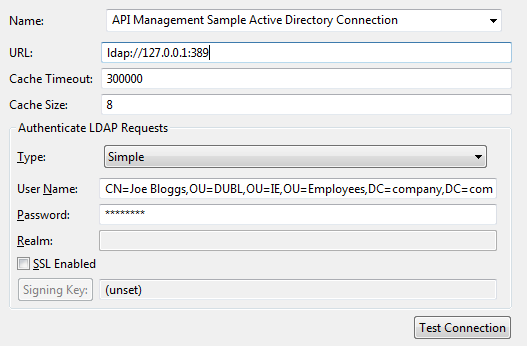 Name: API Management Sample Active Directory Connection
URL: ldap://127.0.0.1:389
Cache Timeout: 300000
Cache Size: 8
Authenticate LDAP Requests
Type: Simple
User Name: CN=Joe Bloggs,OU=DUBL,OU=IE,OU=Employees,DC=company,DC=com
Password: ********
Realm:
SSL Enabled
Signing Key: (unset)
Test Connection